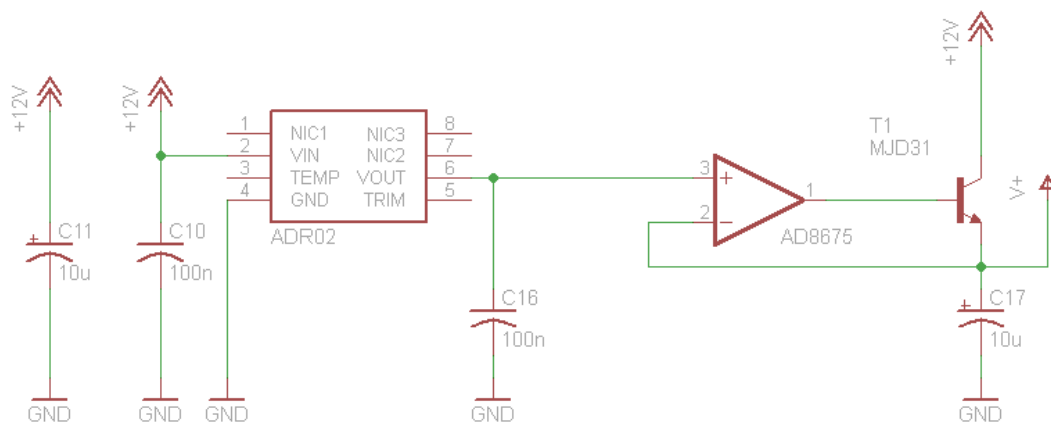 +12V
+12V
+12V
1 NIC1 NIC3 8
2 VIN NIC2 7
3 TEMP VOUT 6
4 GND TRIM 5
ADR02
T1
MJD31
V+
3 +
2 −
1
AD8675
C11
+
10u
C10
100n
C16
100n
C17
+
10u
GND
GND
GND
GND
GND